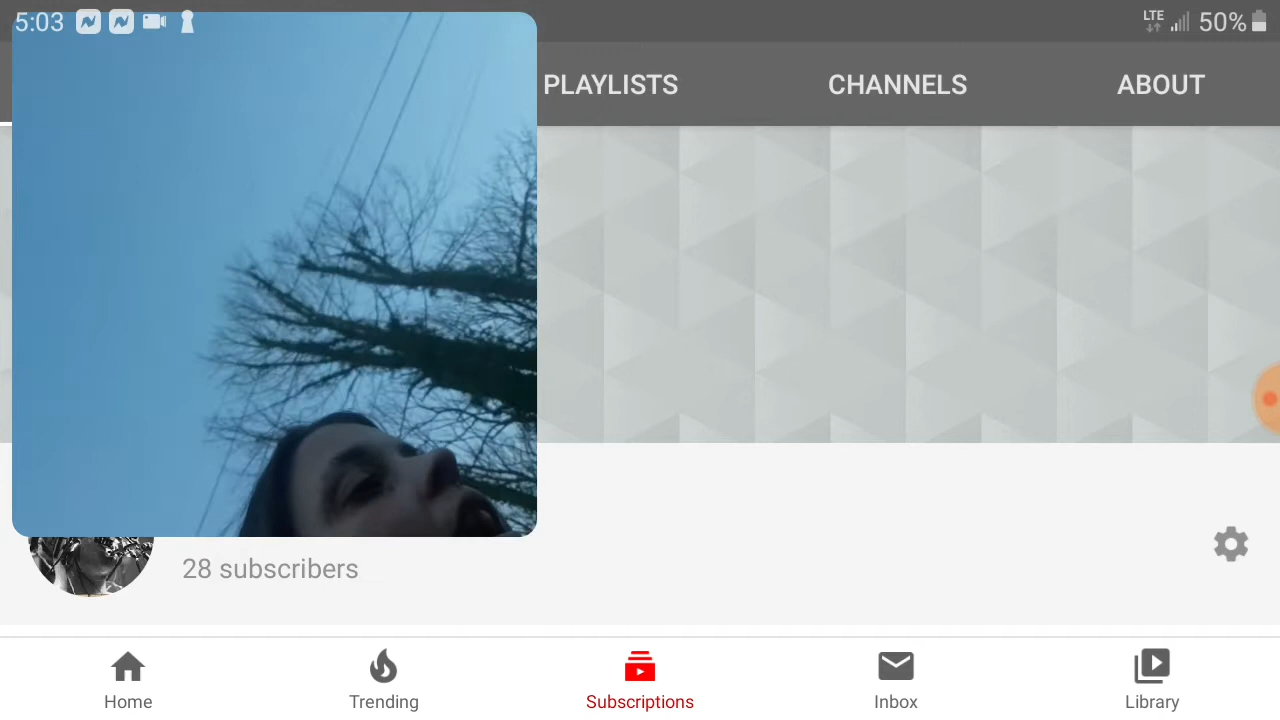 5:03 LTE 50%
PLAYLISTS CHANNELS ABOUT
28 subscribers
Home Trending Subscriptions Inbox Library